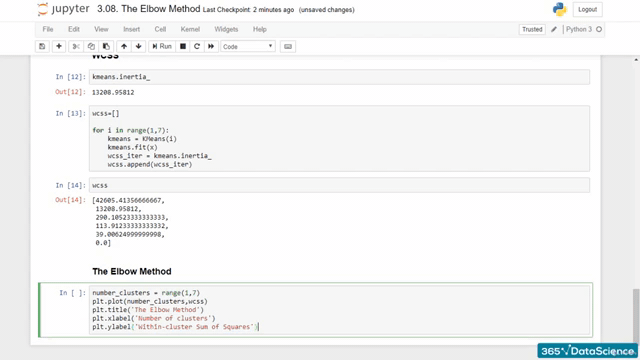 jupyter 3.08. The Elbow Method Last Checkpoint: 2 minutes ago (unsaved changes)
Logout
File Edit View Insert Cell Kernel Widgets Help
Trusted Python 3
Run Code
WCSS
In [12] kmeans.inertia_
Out[12] 13208.95812
In [13] wcss=[]
for i in range(1,7):
kmeans = KMeans(i)
kmeans.fit(x)
wcss_iter = kmeans.inertia_
wcss.append(wcss_iter)
In [14] wcss
Out[14] [42605.41356666667,
13208.95812,
290.10523333333333,
113.91233333333332,
39.00624999999998,
0.0]
The Elbow Method
In [ ]: number_clusters = range(1,7)
plt.plot(number_clusters,wcss)
plt.title('The Elbow Method')
plt.xlabel('Number of clusters')
plt.ylabel('Within-cluster Sum of Squares')
365 DataScience